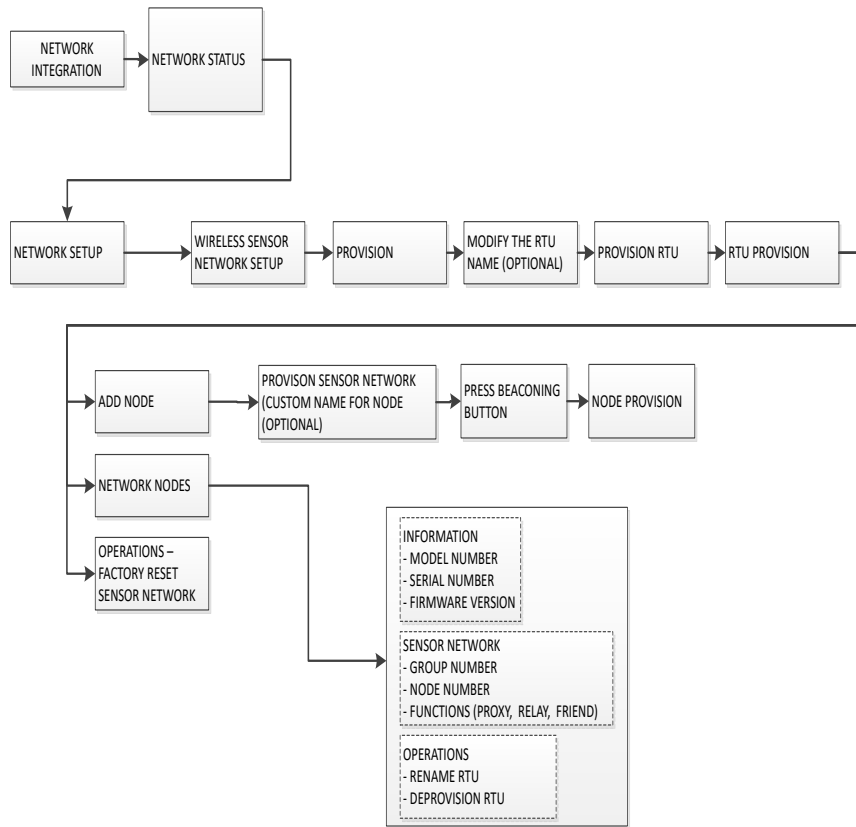 NETWORK
INTEGRATION
NETWORK STATUS
NETWORK SETUP
WIRELESS SENSOR
NETWORK SETUP
PROVISION
MODIFY THE RTU
NAME (OPTIONAL)
PROVISION RTU
RTU PROVISION
ADD NODE
PROVISON SENSOR NETWORK
(CUSTOM NAME FOR NODE
(OPTIONAL)
PRESS BEACONING
BUTTON
NODE PROVISION
NETWORK NODES
OPERATIONS –
FACTORY RESET
SENSOR NETWORK
INFORMATION
- MODEL NUMBER
- SERIAL NUMBER
- FIRMWARE VERSION
SENSOR NETWORK
- GROUP NUMBER
- NODE NUMBER
- FUNCTIONS (PROXY, RELAY, FRIEND)
OPERATIONS
- RENAME RTU
- DEPROVISION RTU